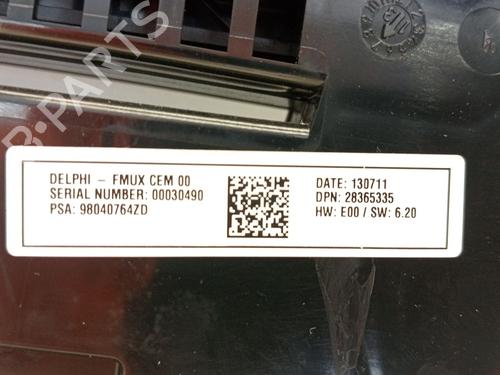 B-PARTS
DELPHI – FMUX CEM 00
SERIAL NUMBER: 00030490
PSA: 98040764ZD
DATE: 130711
DPN: 28365335
HW: E00 / SW: 6.20